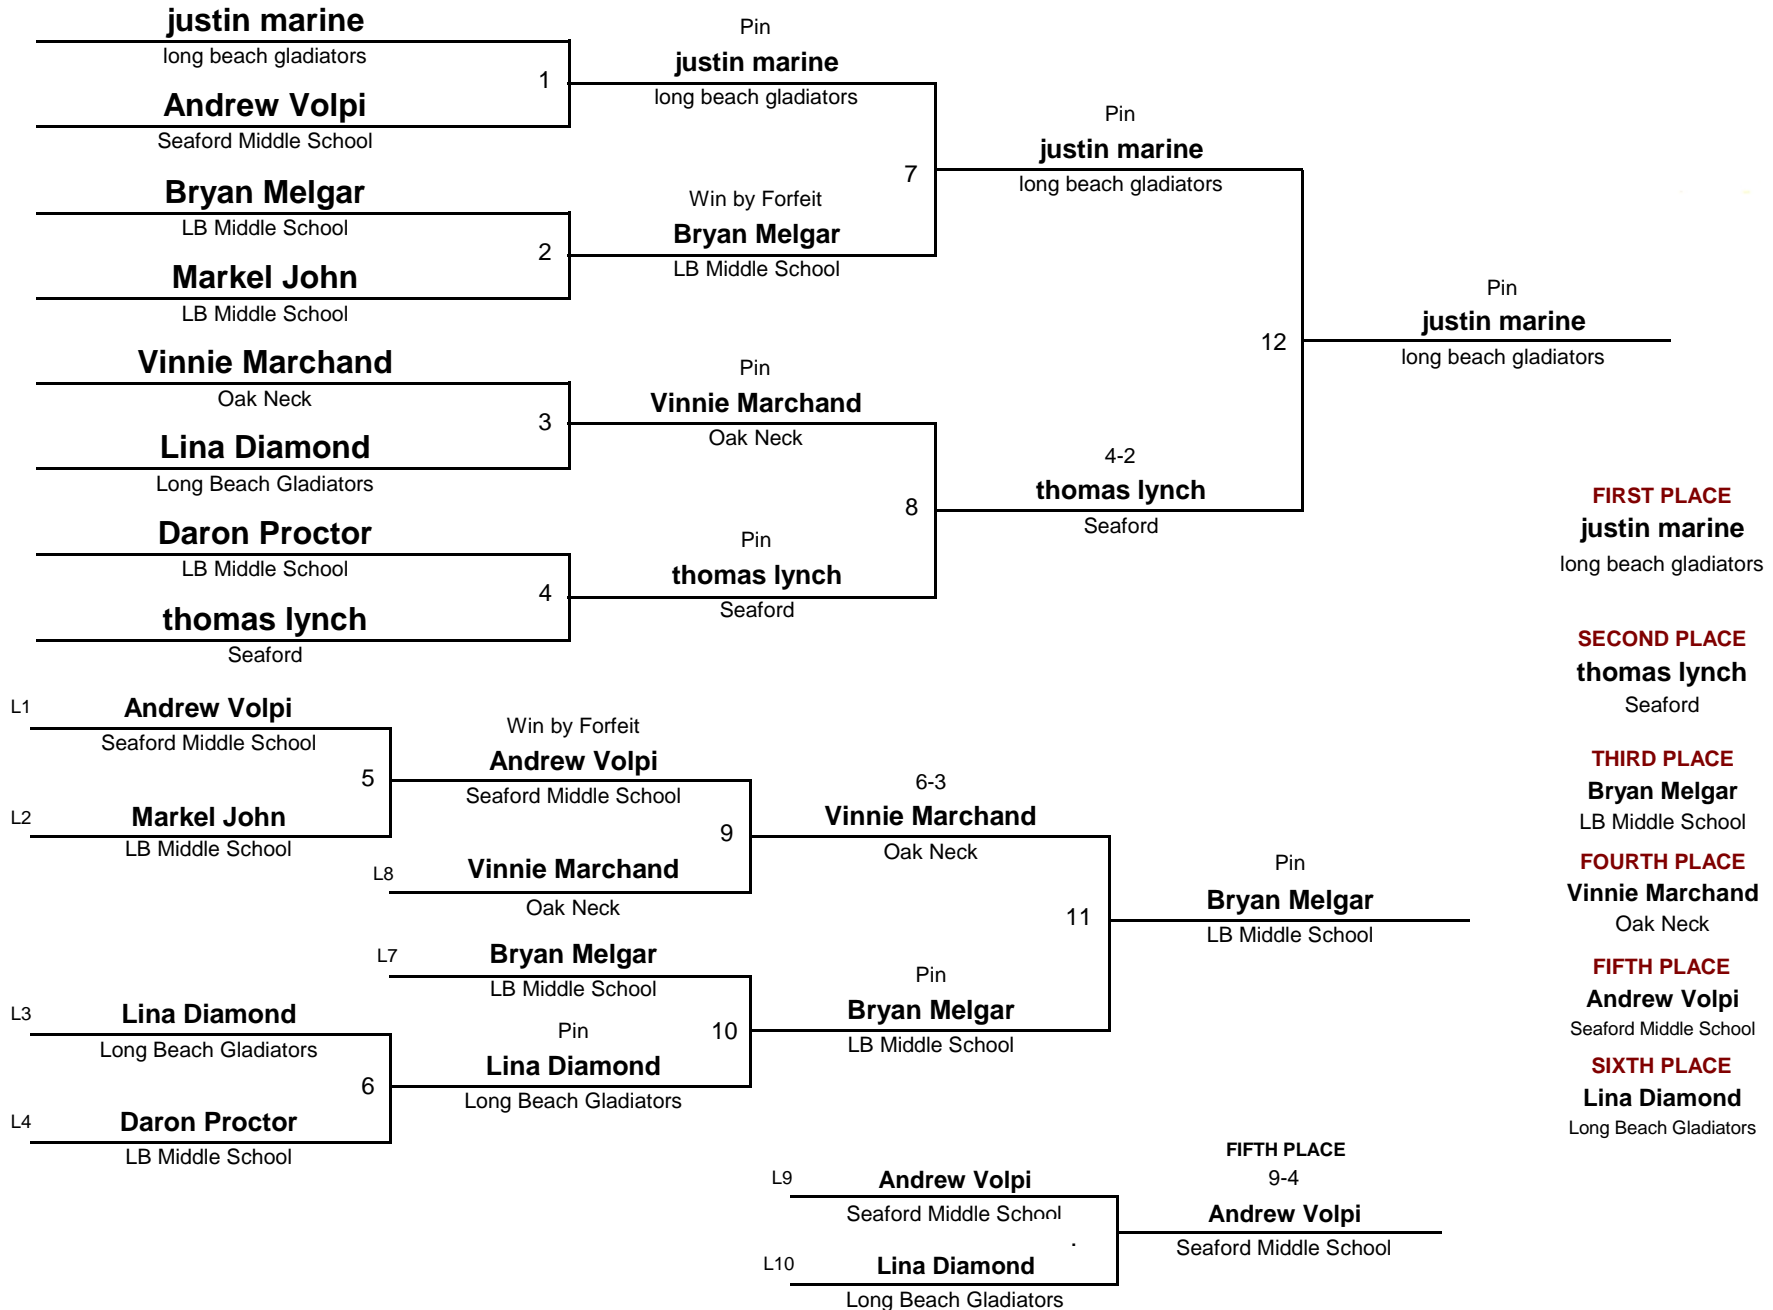 justin marine
long beach gladiators
1
Andrew Volpi
Seaford Middle School
Bryan Melgar
LB Middle School
2
Markel John
LB Middle School
Vinnie Marchand
Oak Neck
3
Lina Diamond
Long Beach Gladiators
Daron Proctor
LB Middle School
4
thomas lynch
Seaford
Pin
justin marine
long beach gladiators
7
Win by Forfeit
Bryan Melgar
LB Middle School
Pin
Vinnie Marchand
Oak Neck
8
Pin
thomas lynch
Seaford
Pin
justin marine
long beach gladiators
12
4-2
thomas lynch
Seaford
Pin
justin marine
long beach gladiators
L1
Andrew Volpi
Seaford Middle School
5
L2
Markel John
LB Middle School
L3
Lina Diamond
Long Beach Gladiators
6
L4
Daron Proctor
LB Middle School
Win by Forfeit
Andrew Volpi
Seaford Middle School
9
L8
Vinnie Marchand
Oak Neck
L7
Bryan Melgar
LB Middle School
10
Pin
Lina Diamond
Long Beach Gladiators
6-3
Vinnie Marchand
Oak Neck
11
Pin
Bryan Melgar
LB Middle School
Pin
Bryan Melgar
LB Middle School
L9
Andrew Volpi
Seaford Middle School
L10
Lina Diamond
Long Beach Gladiators
FIFTH PLACE
9-4
Andrew Volpi
Seaford Middle School
FIRST PLACE
justin marine
long beach gladiators
SECOND PLACE
thomas lynch
Seaford
THIRD PLACE
Bryan Melgar
LB Middle School
FOURTH PLACE
Vinnie Marchand
Oak Neck
FIFTH PLACE
Andrew Volpi
Seaford Middle School
SIXTH PLACE
Lina Diamond
Long Beach Gladiators